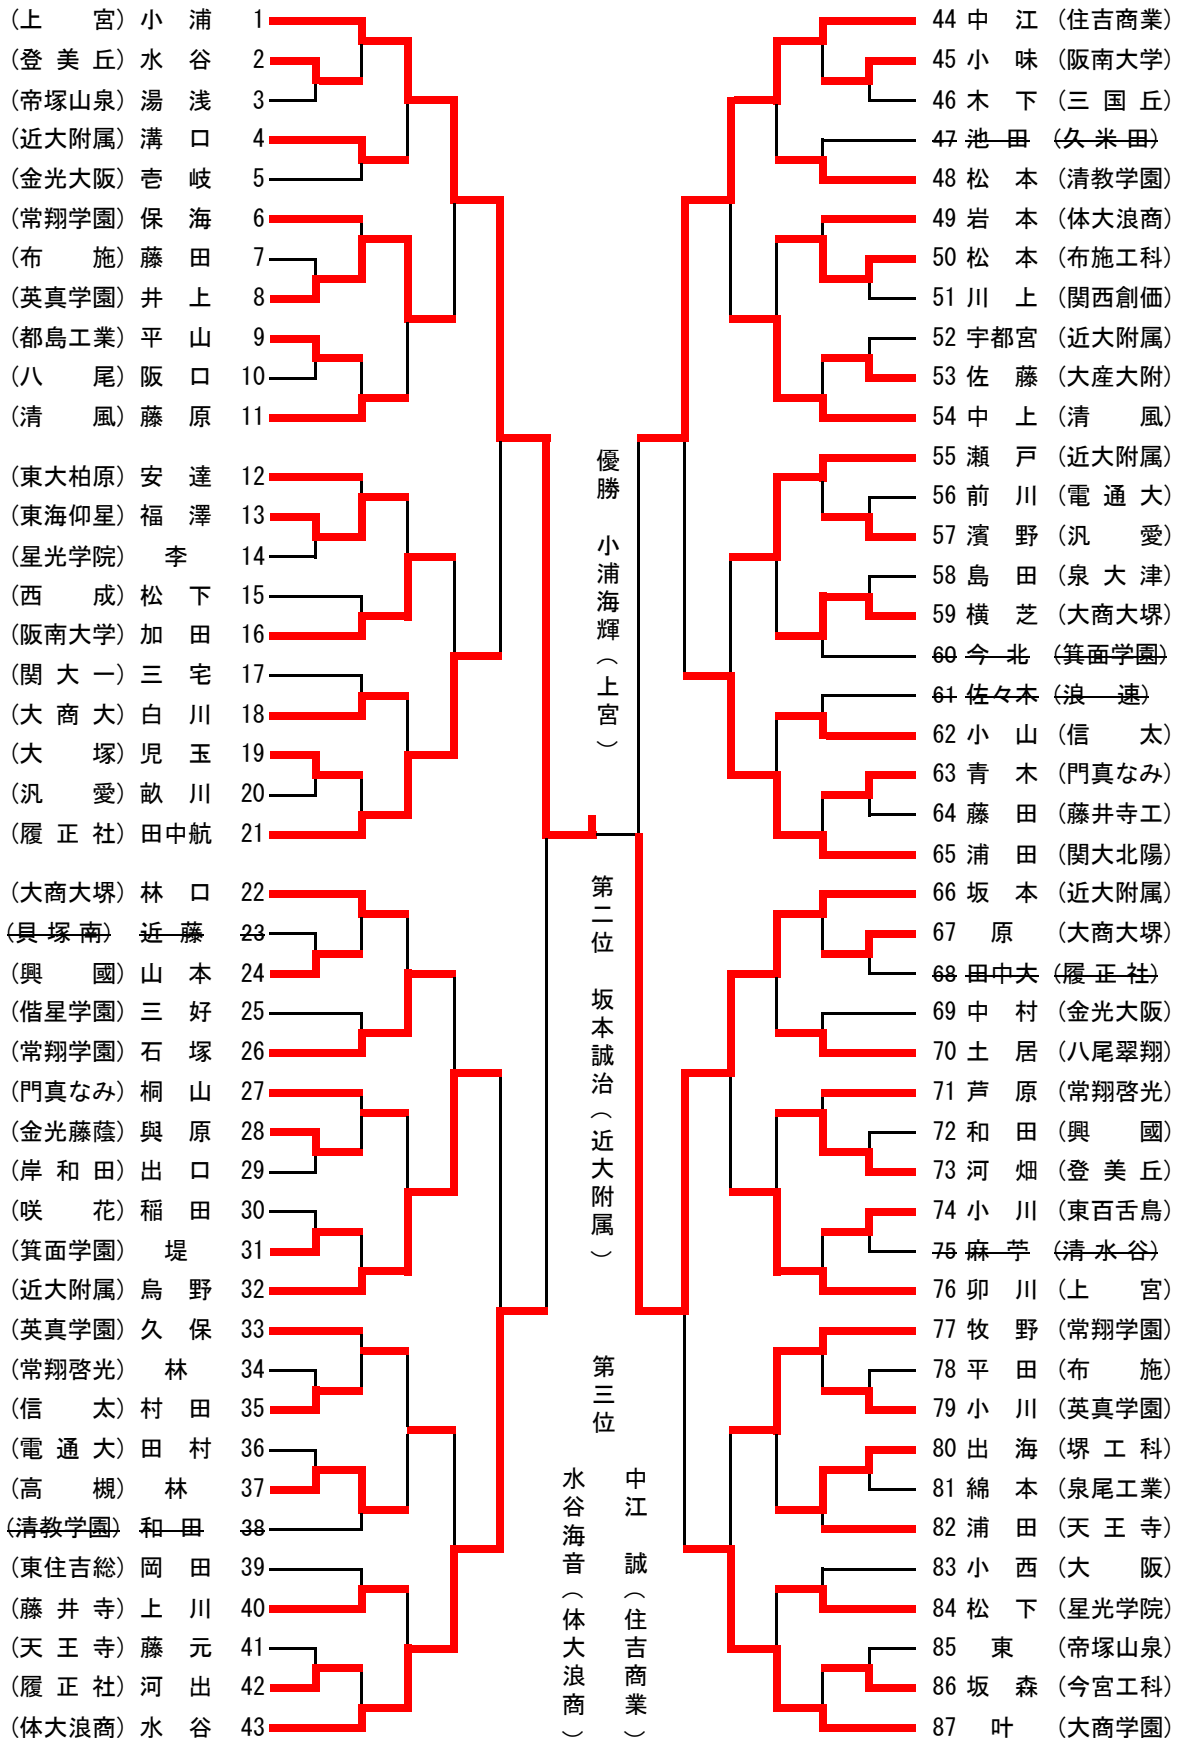 (上宮) 小浦 1
(登美丘) 水谷 2
(帝塚山泉) 湯浅 3
(近大附属) 溝口 4
(金光大阪) 壱岐 5
(常翔学園) 保海 6
(布施) 藤田 7
(英真学園) 井上 8
(都島工業) 平山 9
(八尾) 阪口 10
(清風) 藤原 11
(東大柏原) 安達 12
(東海仰星) 福澤 13
(星光学院) 李 14
(西成) 松下 15
(阪南大学) 加田 16
(関大一) 三宅 17
(大商大) 白川 18
(大塚) 児玉 19
(汎愛) 畝川 20
(履正社) 田中航 21
(大商大堺) 林口 22
(貝塚南) 近藤 23
(興國) 山本 24
(偕星学園) 三好 25
(常翔学園) 石塚 26
(門真なみ) 桐山 27
(金光藤蔭) 與原 28
(岸和田) 出口 29
(咲花) 稲田 30
(箕面学園) 堤 31
(近大附属) 烏野 32
(英真学園) 久保 33
(常翔啓光) 林 34
(信太) 村田 35
(電通大) 田村 36
(高槻) 林 37
(清教学園) 和田 38
(東住吉総) 岡田 39
(藤井寺) 上川 40
(天王寺) 藤元 41
(履正社) 河出 42
(体大浪商) 水谷 43
優勝 小浦海輝(上宮)
第二位 坂本誠治(近大附属)
第三位
中江 誠(住吉商業)
水谷海音(体大浪商)
44 中江 (住吉商業)
45 小味 (阪南大学)
46 木下 (三国丘)
47 池田 (久米田)
48 松本 (清教学園)
49 岩本 (体大浪商)
50 松本 (布施工科)
51 川上 (関西創価)
52 宇都宮 (近大附属)
53 佐藤 (大産大附)
54 中上 (清風)
55 瀬戸 (近大附属)
56 前川 (電通大)
57 濱野 (汎愛)
58 島田 (泉大津)
59 横芝 (大商大堺)
60 今北 (箕面学園)
61 佐々木 (浪速)
62 小山 (信太)
63 青木 (門真なみ)
64 藤田 (藤井寺工)
65 浦田 (関大北陽)
66 坂本 (近大附属)
67 原 (大商大堺)
68 田中大 (履正社)
69 中村 (金光大阪)
70 土居 (八尾翠翔)
71 芦原 (常翔啓光)
72 和田 (興國)
73 河畑 (登美丘)
74 小川 (東百舌鳥)
75 麻苧 (清水谷)
76 卯川 (上宮)
77 牧野 (常翔学園)
78 平田 (布施)
79 小川 (英真学園)
80 出海 (堺工科)
81 綿本 (泉尾工業)
82 浦田 (天王寺)
83 小西 (大阪)
84 松下 (星光学院)
85 東 (帝塚山泉)
86 坂森 (今宮工科)
87 叶 (大商学園)